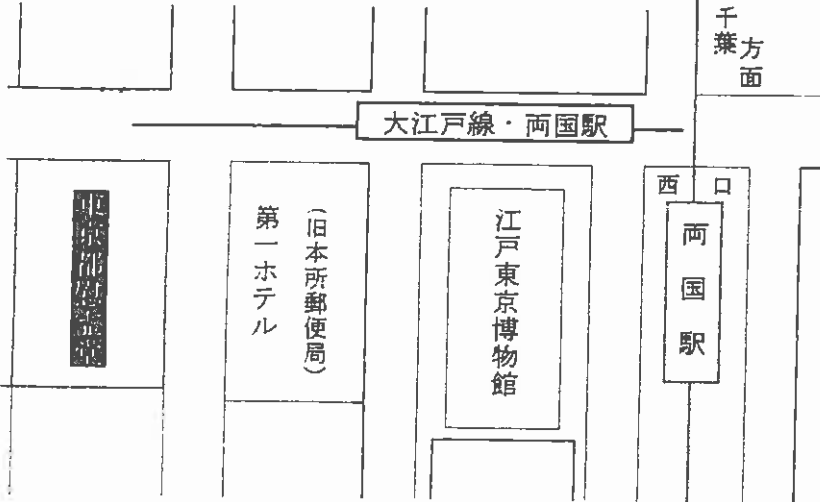 千葉
方面
大江戸線・両国駅
西口
両国駅
江戸東京博物館
（旧本所郵便局）
第一ホテル